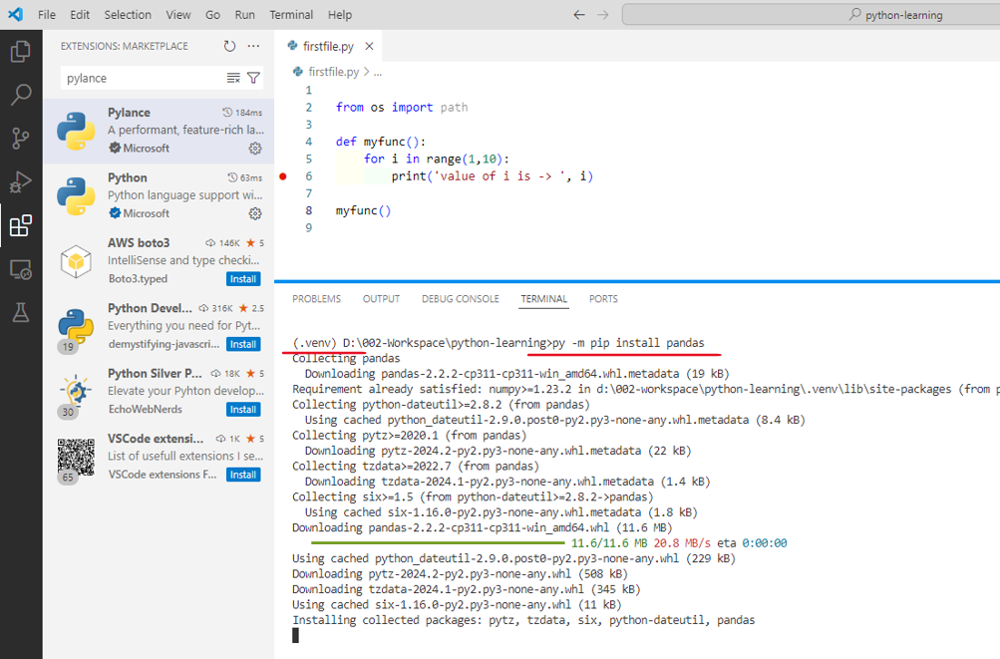 File Edit Selection View Go Run Terminal Help
python-learning
EXTENSIONS: MARKETPLACE
pylance
Pylance 184ms
A performant, feature-rich la...
Microsoft
Python 63ms
Python language support wi...
Microsoft
AWS boto3 146K 5
IntelliSense and type checki...
Boto3.typed Install
Python Devel... 316K 2.5
Everything you need for Pyt...
19 demystifying-javascri... Install
Python Silver P... 18K 5
Elevate your Pyhton develop...
30 EchoWebNerds Install
VSCode extensi... 1K 5
List of usefull extensions I se...
65 VSCode extensions F... Install
firstfile.py
firstfile.py > ...
1
2 from os import path
3
4 def myfunc():
5 for i in range(1,10):
6 print('value of i is -> ', i)
7
8 myfunc()
9
PROBLEMS OUTPUT DEBUG CONSOLE TERMINAL PORTS
(.venv) D:\002-Workspace\python-learning>py -m pip install pandas
Collecting pandas
Downloading pandas-2.2.2-cp311-cp311-win_amd64.whl.metadata (19 kB)
Requirement already satisfied: numpy>=1.23.2 in d:\002-workspace\python-learning\.venv\lib\site-packages (from p
Collecting python-dateutil>=2.8.2 (from pandas)
Using cached python_dateutil-2.9.0.post0-py2.py3-none-any.whl.metadata (8.4 kB)
Collecting pytz>=2020.1 (from pandas)
Downloading pytz-2024.2-py2.py3-none-any.whl.metadata (22 kB)
Collecting tzdata>=2022.7 (from pandas)
Downloading tzdata-2024.1-py2.py3-none-any.whl.metadata (1.4 kB)
Collecting six>=1.5 (from python-dateutil>=2.8.2->pandas)
Using cached six-1.16.0-py2.py3-none-any.whl.metadata (1.8 kB)
Downloading pandas-2.2.2-cp311-cp311-win_amd64.whl (11.6 MB)
11.6/11.6 MB 20.8 MB/s eta 0:00:00
Using cached python_dateutil-2.9.0.post0-py2.py3-none-any.whl (229 kB)
Downloading pytz-2024.2-py2.py3-none-any.whl (508 kB)
Downloading tzdata-2024.1-py2.py3-none-any.whl (345 kB)
Using cached six-1.16.0-py2.py3-none-any.whl (11 kB)
Installing collected packages: pytz, tzdata, six, python-dateutil, pandas